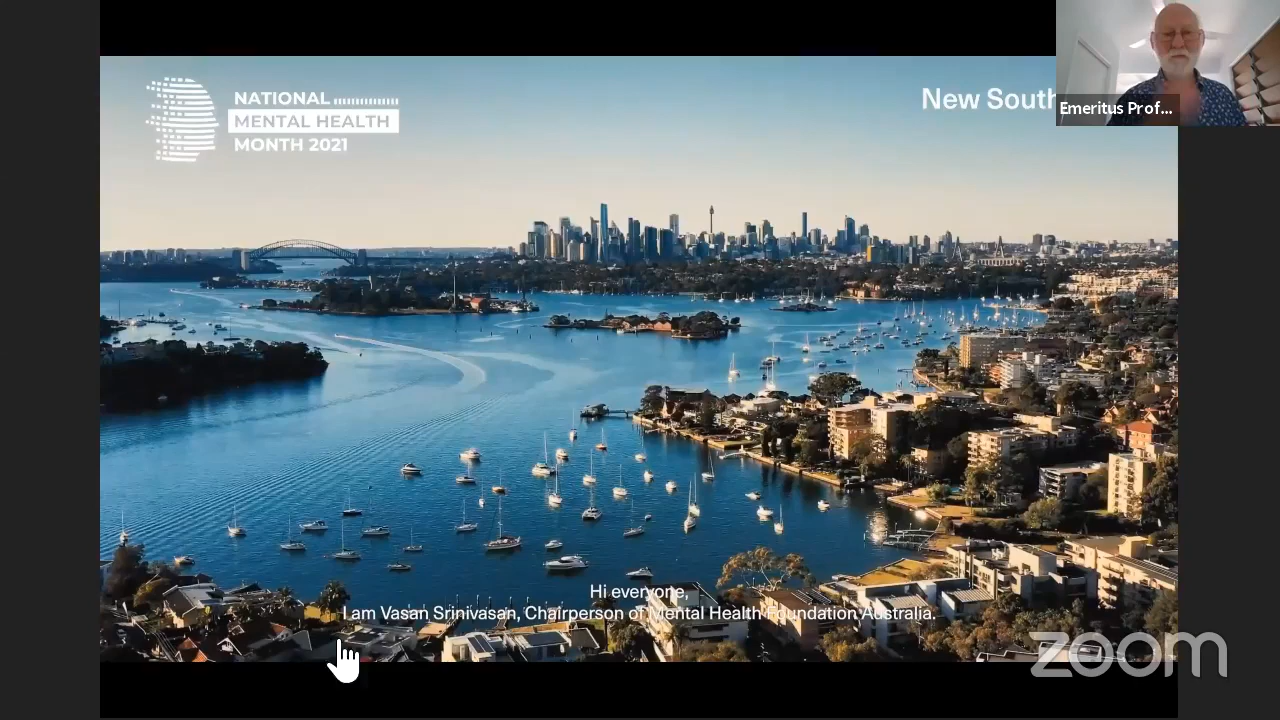 NATIONAL
MENTAL HEALTH
MONTH 2021
New South
Emeritus Prof...
Hi everyone,
I am Vasan Srinivasan, Chairperson of Mental Health Foundation Australia.
zoom